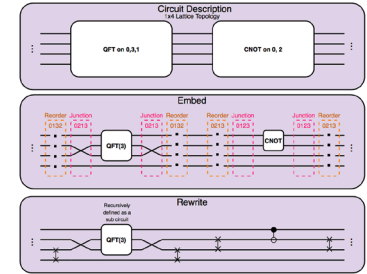 Circuit Description
1x4 Lattice Topology
QFT on 0,3,1
CNOT on 0, 2
Embed
Reorder Junction Junction Reorder Reorder Junction Junction Reorder
0132 0213 0213 0132 0213 0123 0123 0213
QFT(3)
CNOT
Rewrite
Recursively
defined as a
sub circuit
QFT(3)